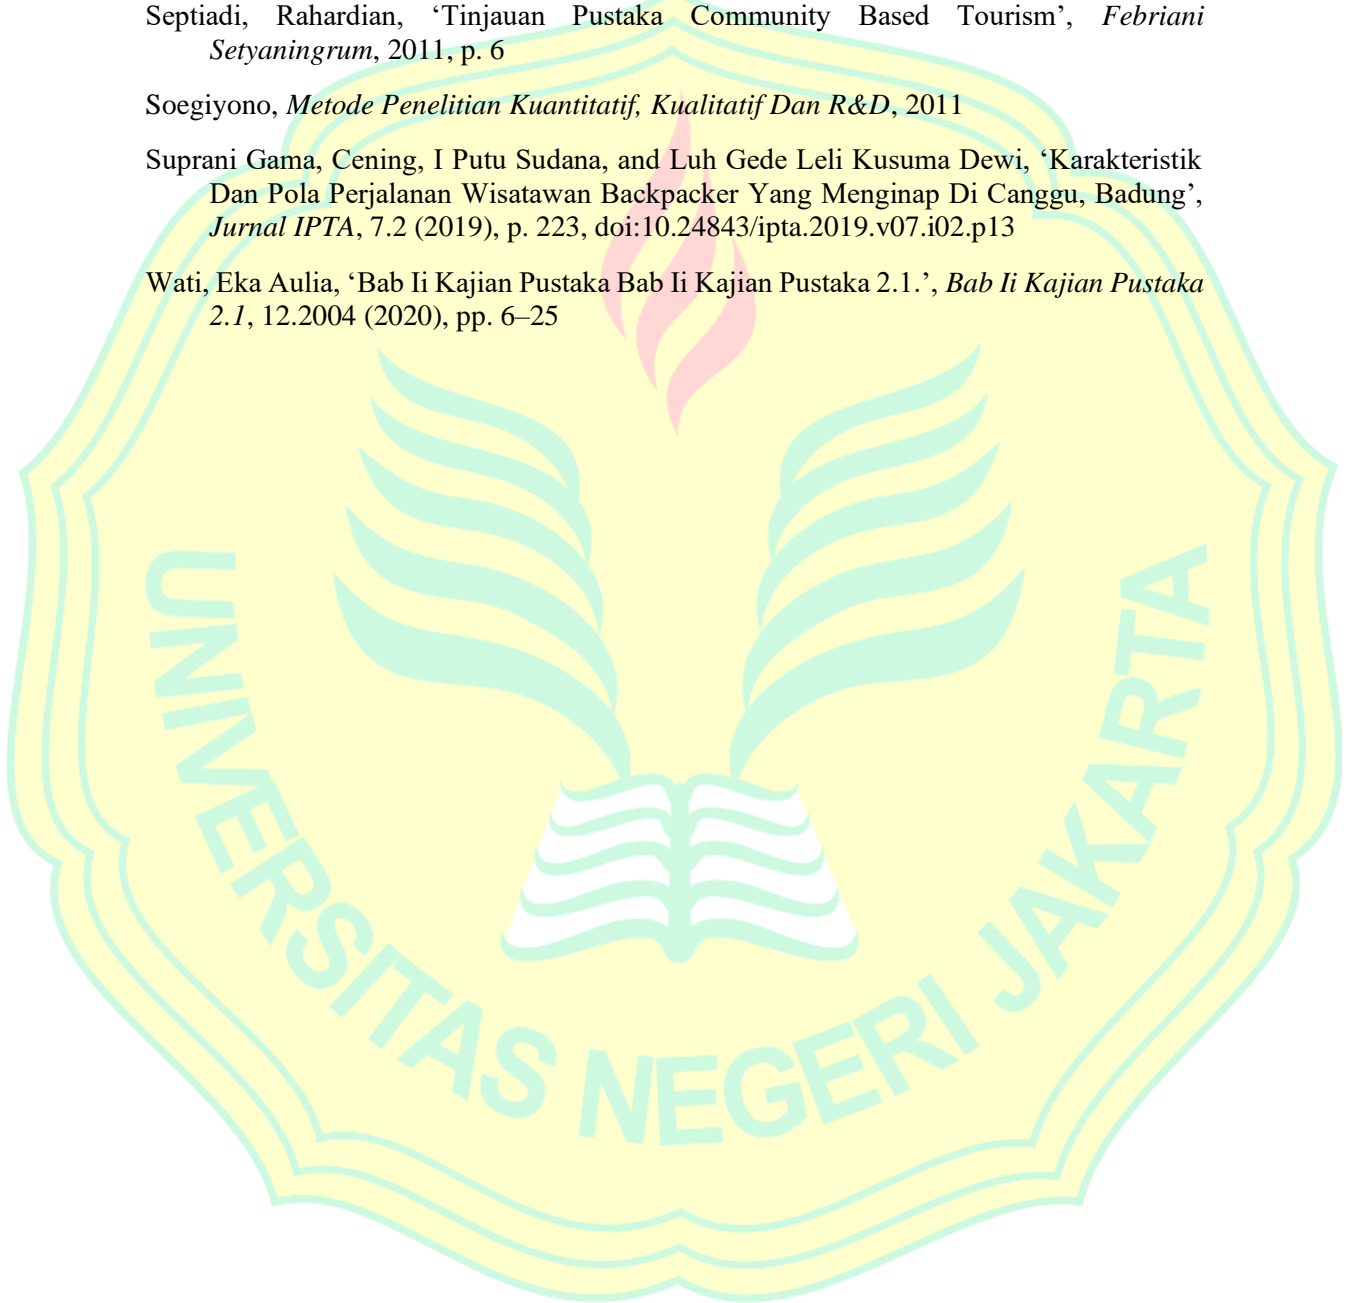 Septiadi, Rahardian, ‘Tinjauan Pustaka Community Based Tourism’, Febriani
Setyaningrum, 2011, p. 6
Soegiyono, Metode Penelitian Kuantitatif, Kualitatif Dan R&D, 2011
Suprani Gama, Cening, I Putu Sudana, and Luh Gede Leli Kusuma Dewi, ‘Karakteristik
Dan Pola Perjalanan Wisatawan Backpacker Yang Menginap Di Canggu, Badung’,
Jurnal IPTA, 7.2 (2019), p. 223, doi:10.24843/ipta.2019.v07.i02.p13
Wati, Eka Aulia, ‘Bab Ii Kajian Pustaka Bab Ii Kajian Pustaka 2.1.’, Bab Ii Kajian Pustaka
2.1, 12.2004 (2020), pp. 6–25
UNIVERSITAS NEGERI JAKARTA